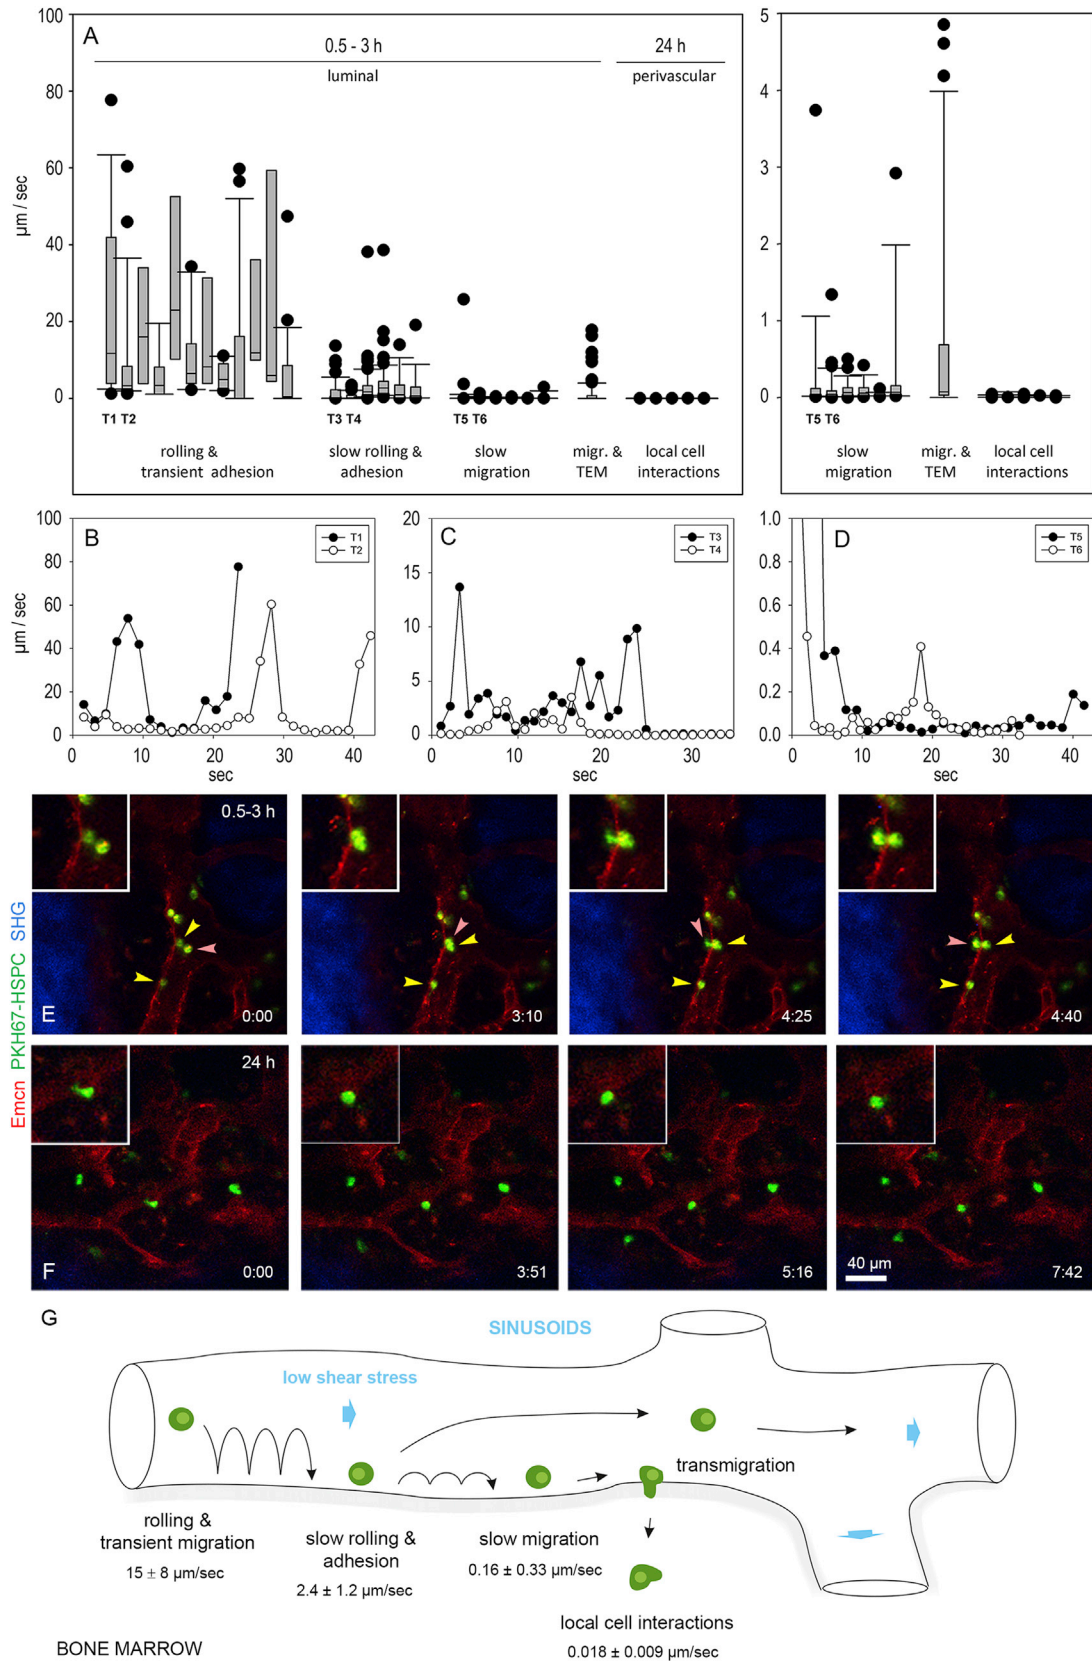 A
0.5 - 3 h
24 h
luminal
perivascular
100
80
60
40
20
0
µm / sec
T1 T2
T3 T4
T5 T6
rolling &
transient adhesion
slow rolling &
adhesion
slow
migration
migr. &
TEM
local cell
interactions
5
4
3
2
1
0
T5 T6
slow
migration
migr. &
TEM
local cell
interactions
B
T1
T2
100
80
60
40
20
0
µm / sec
0 10 20 30 40
sec
C
T3
T4
20
15
10
5
0
0 10 20 30
sec
D
T5
T6
1.0
0.8
0.6
0.4
0.2
0.0
0 10 20 30 40
sec
Emcn PKH67-HSPC SHG
0.5-3 h
E
0:00
3:10
4:25
4:40
24 h
F
0:00
3:51
5:16
40 µm
7:42
G
SINUSOIDS
low shear stress
transmigration
rolling &
transient migration
15 ± 8 µm/sec
slow rolling &
adhesion
2.4 ± 1.2 µm/sec
slow migration
0.16 ± 0.33 µm/sec
local cell interactions
0.018 ± 0.009 µm/sec
BONE MARROW